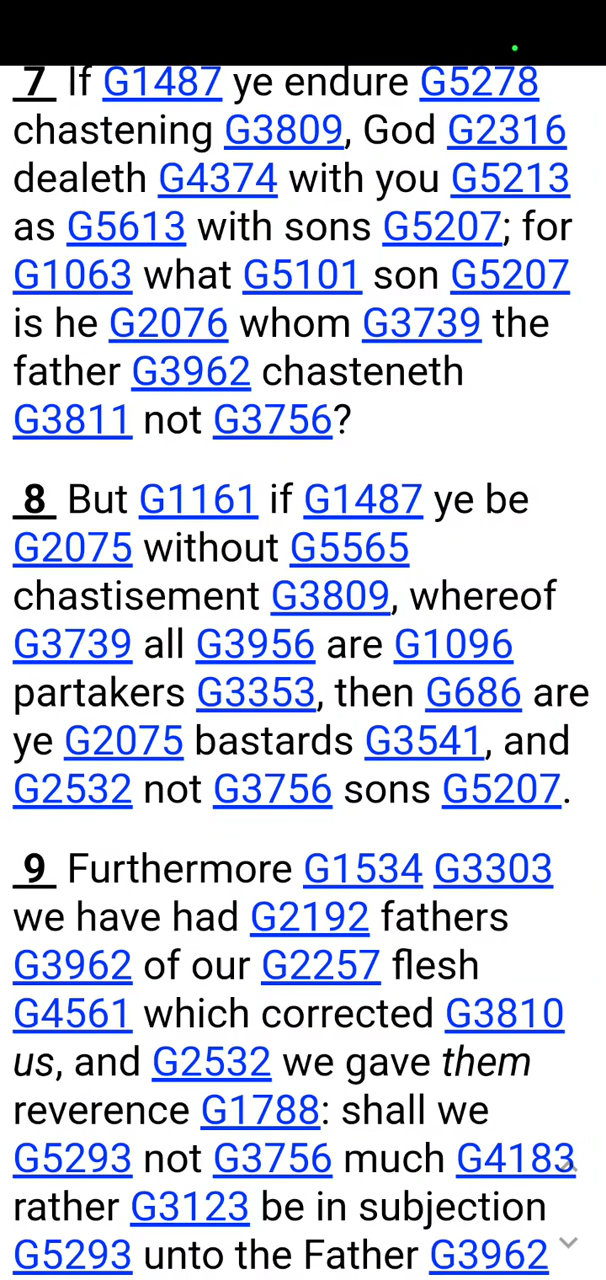 7 If G1487 ye endure G5278
chastening G3809, God G2316
dealeth G4374 with you G5213
as G5613 with sons G5207; for
G1063 what G5101 son G5207
is he G2076 whom G3739 the
father G3962 chasteneth
G3811 not G3756?
8 But G1161 if G1487 ye be
G2075 without G5565
chastisement G3809, whereof
G3739 all G3956 are G1096
partakers G3353, then G686 are
ye G2075 bastards G3541, and
G2532 not G3756 sons G5207.
9 Furthermore G1534 G3303
we have had G2192 fathers
G3962 of our G2257 flesh
G4561 which corrected G3810
us, and G2532 we gave them
reverence G1788: shall we
G5293 not G3756 much G4183
rather G3123 be in subjection
G5293 unto the Father G3962